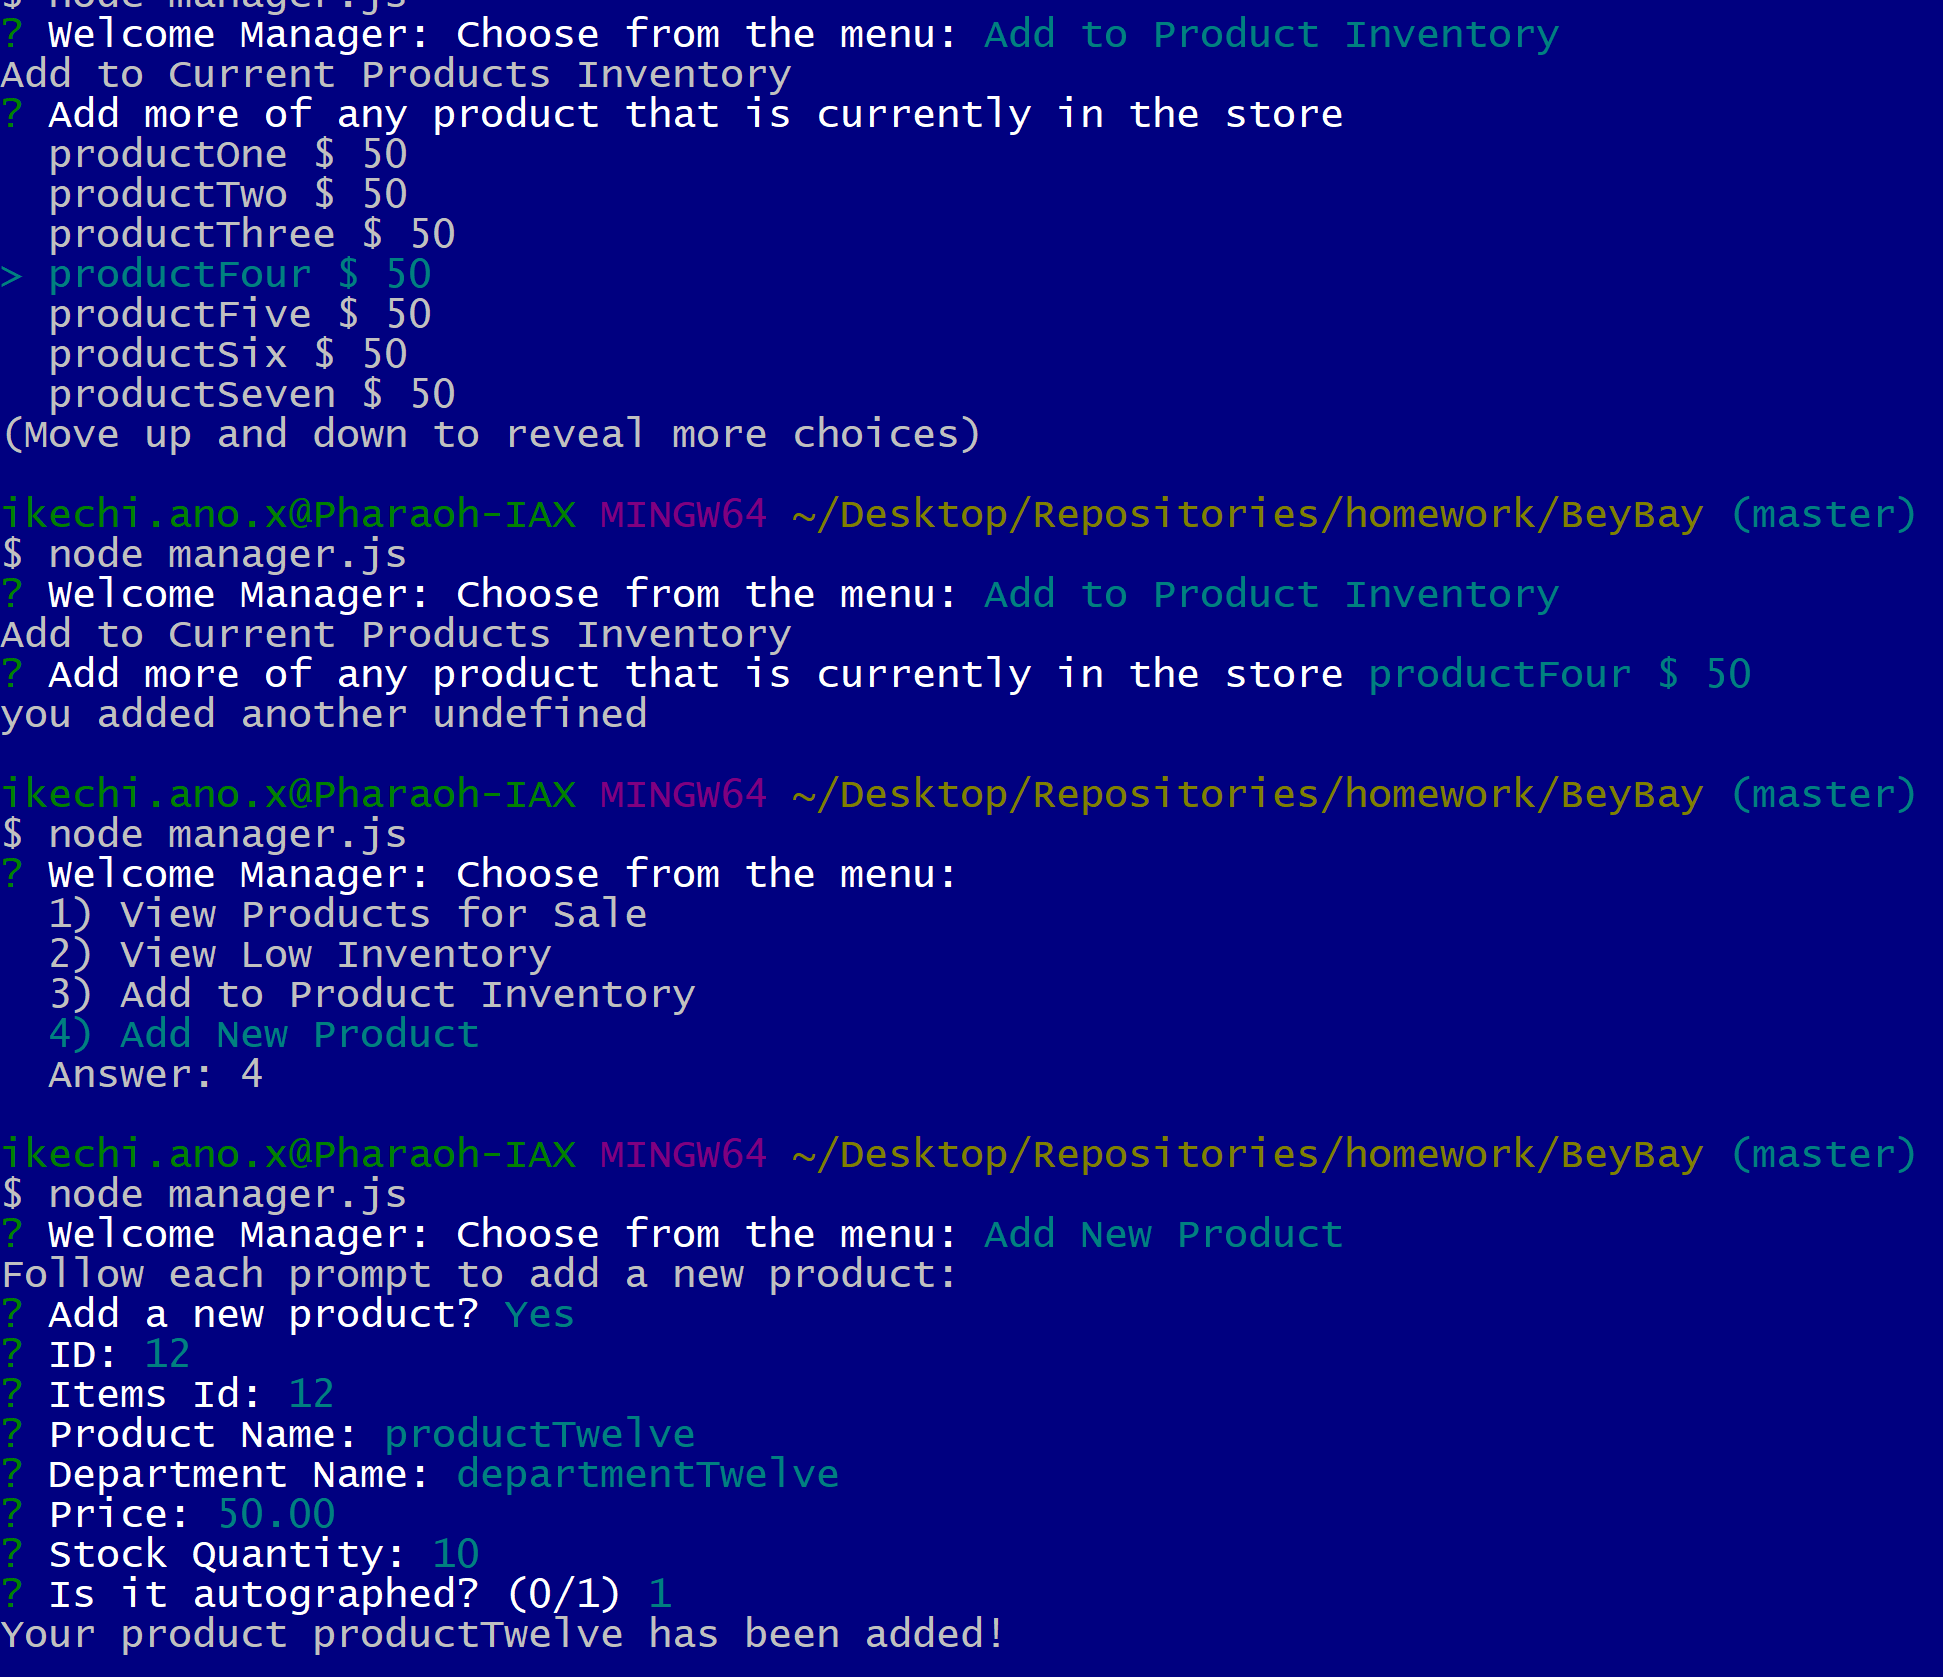 $ node manager.js
? Welcome Manager: Choose from the menu: Add to Product Inventory
Add to Current Products Inventory
? Add more of any product that is currently in the store
  productOne $ 50
  productTwo $ 50
  productThree $ 50
> productFour $ 50
  productFive $ 50
  productSix $ 50
  productSeven $ 50
(Move up and down to reveal more choices)
ikechi.ano.x@Pharaoh-IAX MINGW64 ~/Desktop/Repositories/homework/BeyBay (master)
$ node manager.js
? Welcome Manager: Choose from the menu: Add to Product Inventory
Add to Current Products Inventory
? Add more of any product that is currently in the store productFour $ 50
you added another undefined
ikechi.ano.x@Pharaoh-IAX MINGW64 ~/Desktop/Repositories/homework/BeyBay (master)
$ node manager.js
? Welcome Manager: Choose from the menu:
  1) View Products for Sale
  2) View Low Inventory
  3) Add to Product Inventory
  4) Add New Product
  Answer: 4
ikechi.ano.x@Pharaoh-IAX MINGW64 ~/Desktop/Repositories/homework/BeyBay (master)
$ node manager.js
? Welcome Manager: Choose from the menu: Add New Product
Follow each prompt to add a new product:
? Add a new product? Yes
? ID: 12
? Items Id: 12
? Product Name: productTwelve
? Department Name: departmentTwelve
? Price: 50.00
? Stock Quantity: 10
? Is it autographed? (0/1) 1
Your product productTwelve has been added!